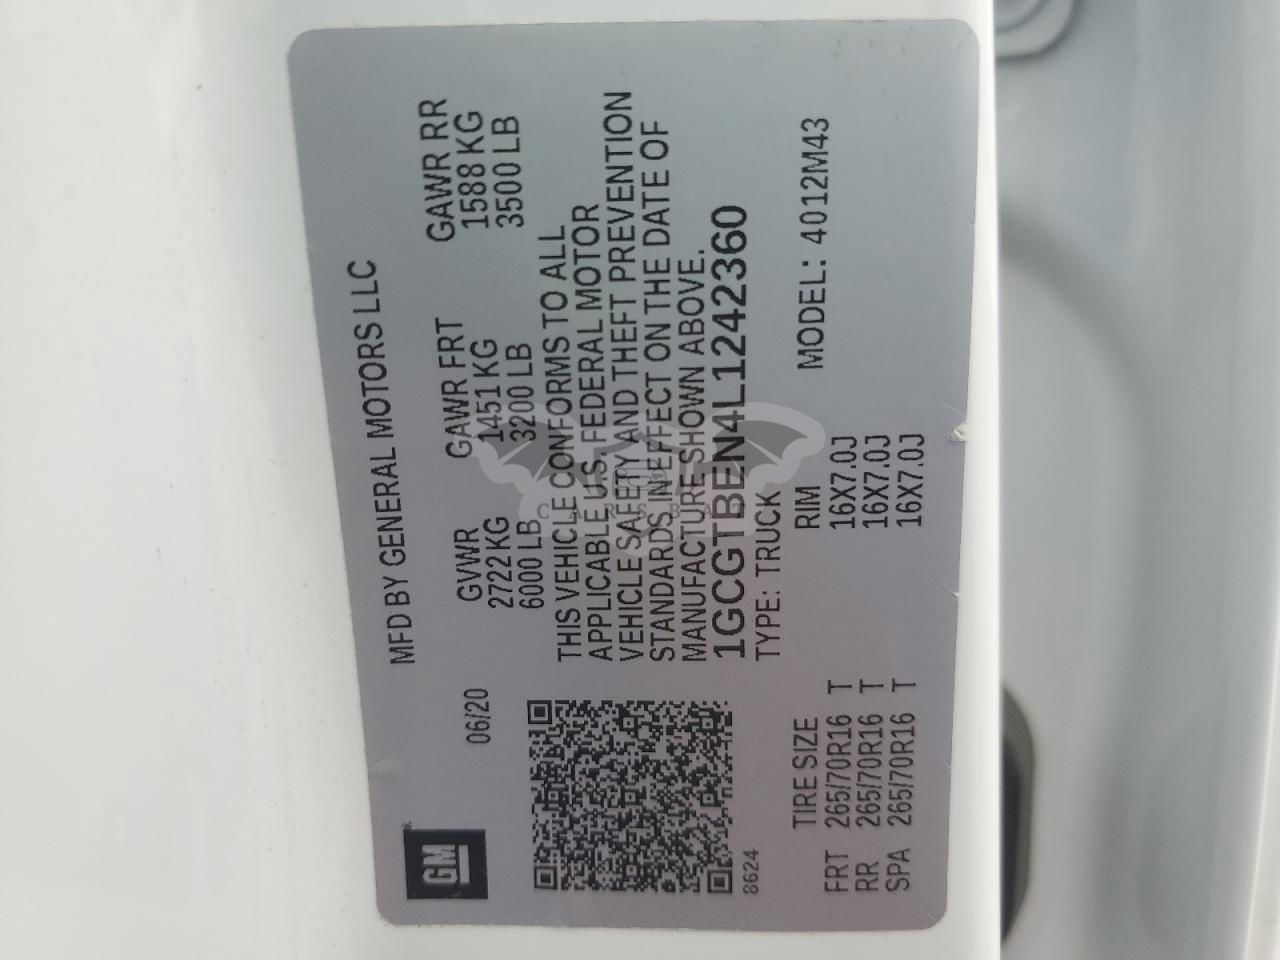 GM
MFD BY GENERAL MOTORS LLC
06/20
GVWR GAWR FRT GAWR RR
2722 KG 1451 KG 1588 KG
6000 LB 3200 LB 3500 LB
THIS VEHICLE CONFORMS TO ALL
APPLICABLE U.S. FEDERAL MOTOR
VEHICLE SAFETY AND THEFT PREVENTION
STANDARDS IN EFFECT ON THE DATE OF
MANUFACTURE SHOWN ABOVE.
1GCGTBEN4L1242360
8624
TYPE: TRUCK MODEL: 4012M43
TIRE SIZE RIM
FRT 265/70R16 T 16X7.0J
RR 265/70R16 T 16X7.0J
SPA 265/70R16 T 16X7.0J
CARSBAT